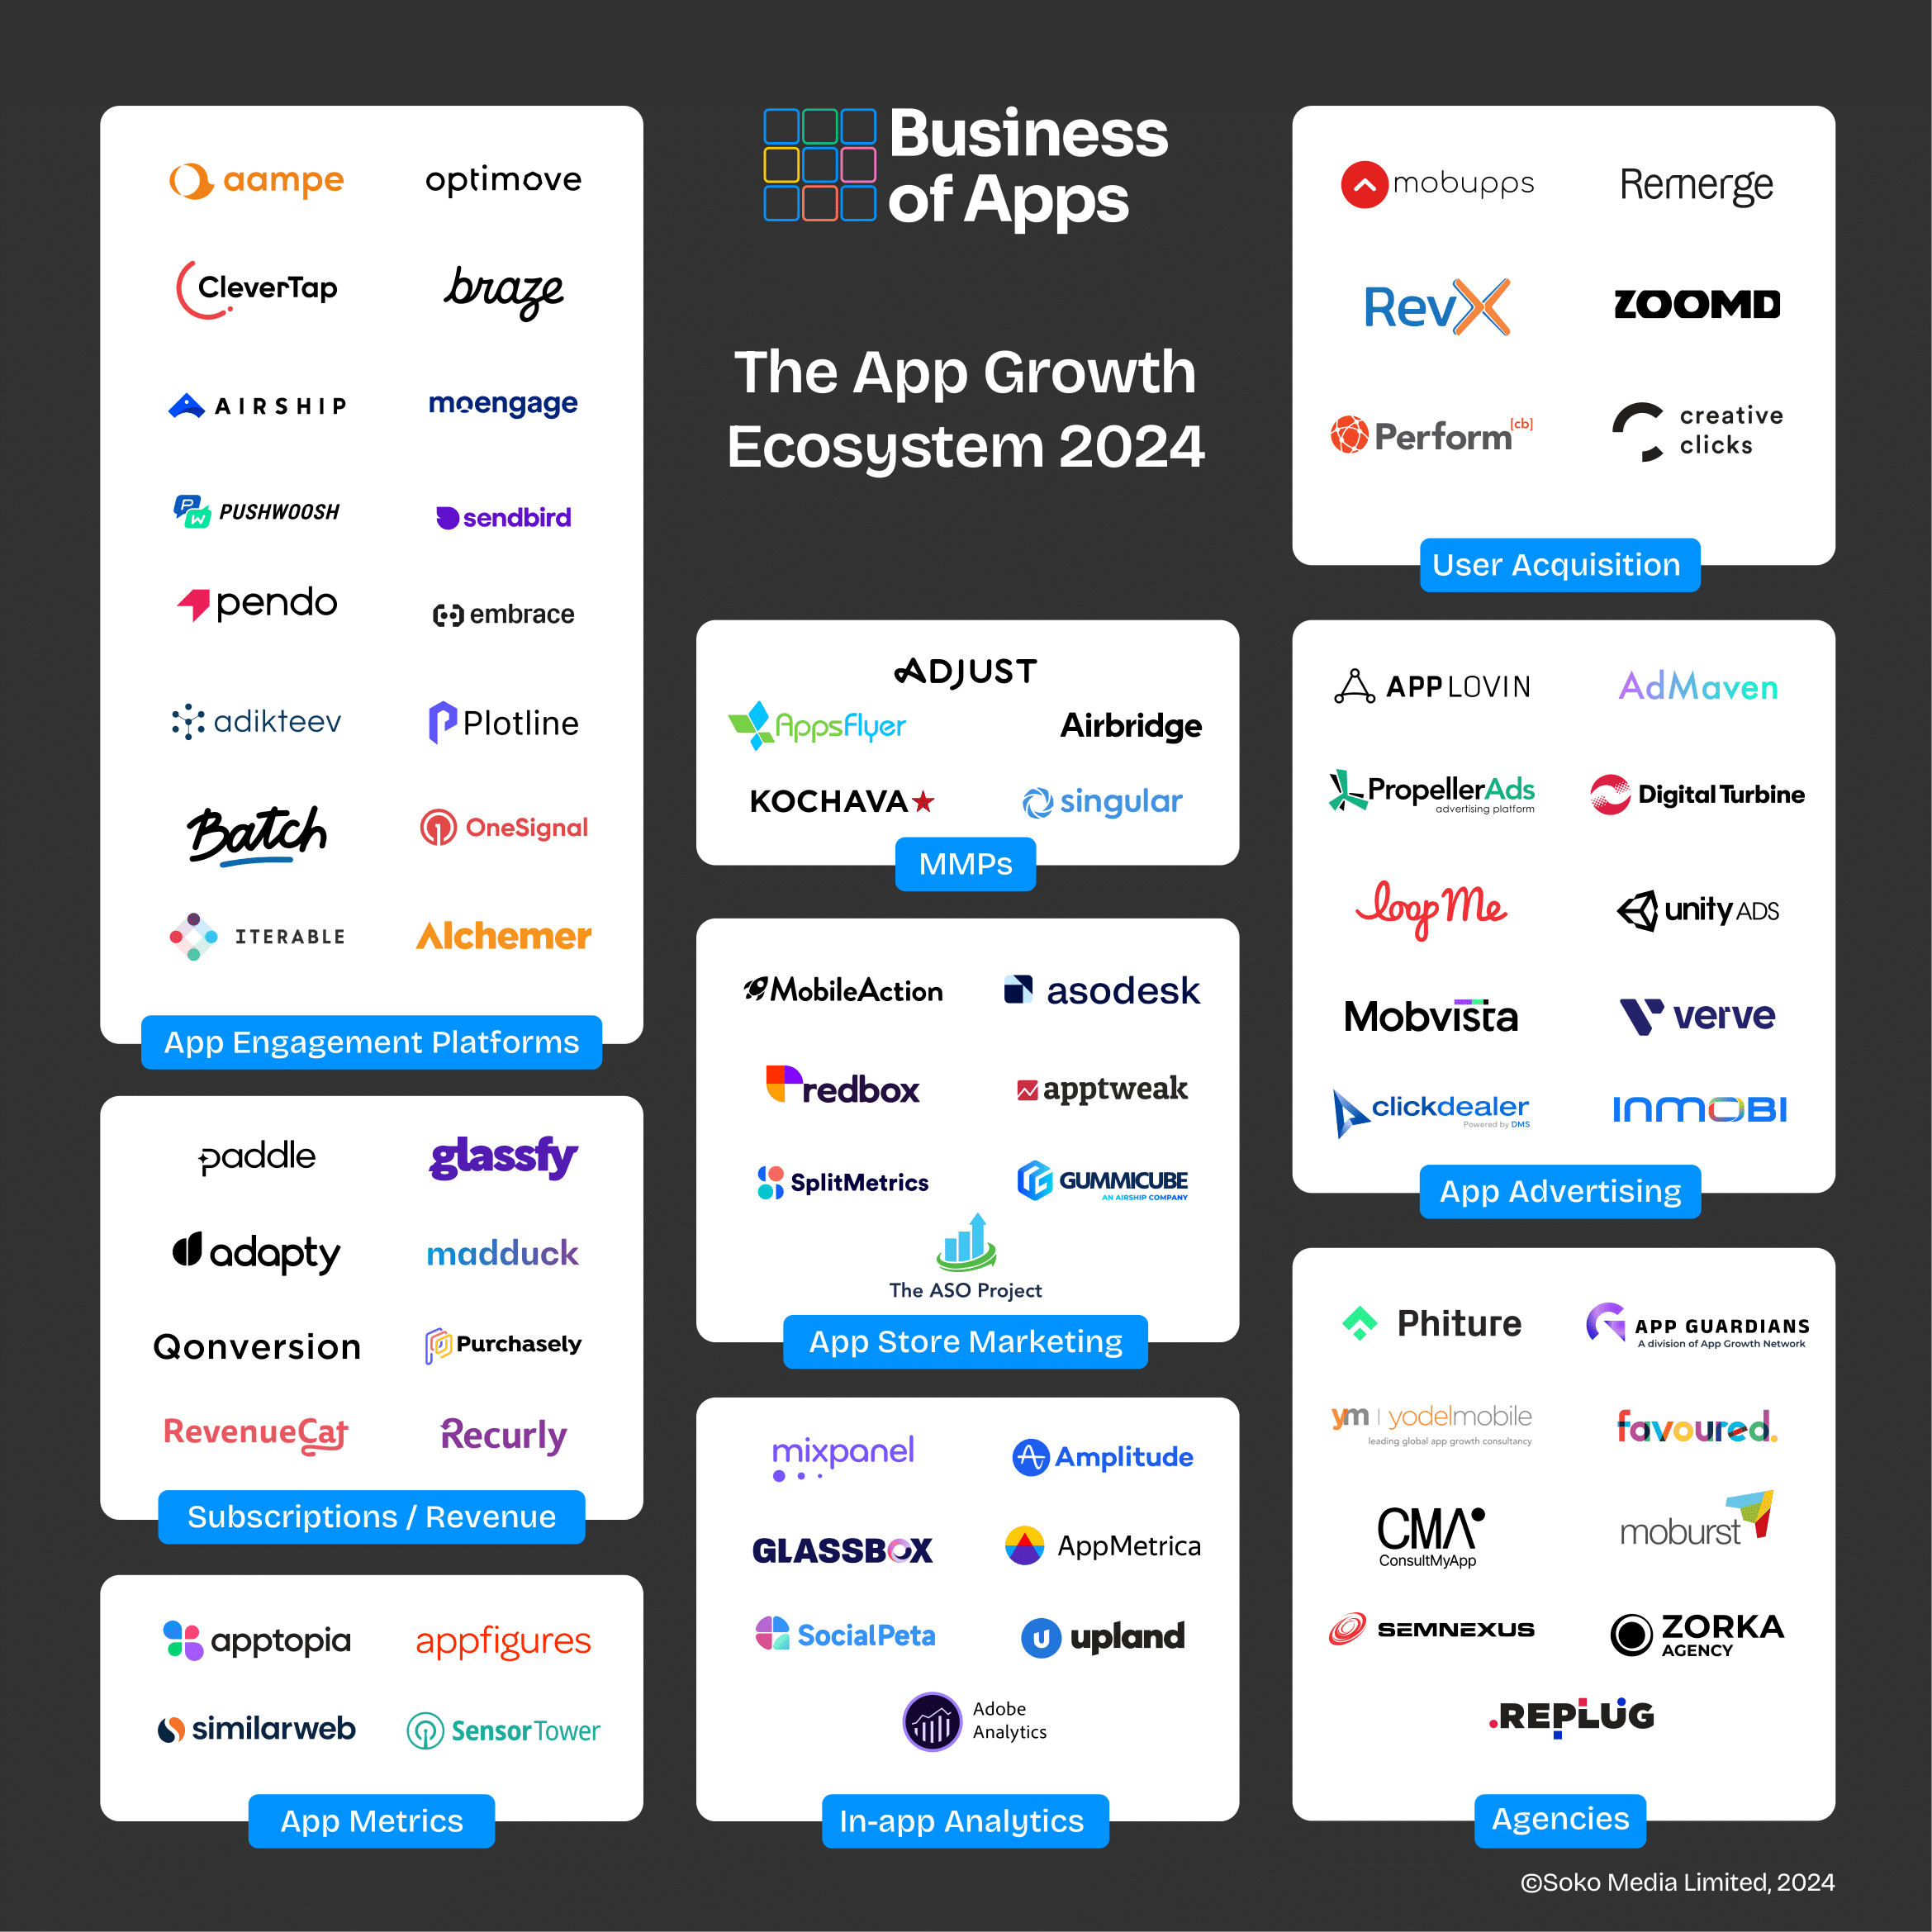 Business
of Apps
The App Growth
Ecosystem 2024
aampe
optimove
CleverTap
braze
AIRSHIP
moengage
PW
PUSHWOOSH
sendbird
pendo
embrace
adikteev
Plotline
Batch
OneSignal
ITERABLE
Alchemer
App Engagement Platforms
paddle
glassfy
adapty
madduck
Qonversion
Purchasely
RevenueCat
Recurly
Subscriptions / Revenue
apptopia
appfigures
similarweb
SensorTower
App Metrics
ADJUST
AppsFlyer
Airbridge
KOCHAVA
singular
MMPs
MobileAction
asodesk
redbox
apptweak
SplitMetrics
GUMMICUBE
AN AIRSHIP COMPANY
The ASO Project
App Store Marketing
mixpanel
Amplitude
GLASSBOX
AppMetrica
SocialPeta
u upland
Adobe
Analytics
In-app Analytics
mobupps
Remerge
RevX
ZOOMD
Perform[cb]
creative
clicks
User Acquisition
APPLOVIN
AdMaven
PropellerAds
advertising platform
Digital Turbine
loopMe
unity ADS
Mobvista
verve
clickdealer
Powered by DMS
INMOBI
App Advertising
Phiture
APP GUARDIANS
A division of App Growth Network
ym | yodelmobile
leading global app growth consultancy
favoured.
CMA
ConsultMyApp
moburst
SEMNEXUS
ZORKA
AGENCY
.REPLUG
Agencies
©Soko Media Limited, 2024